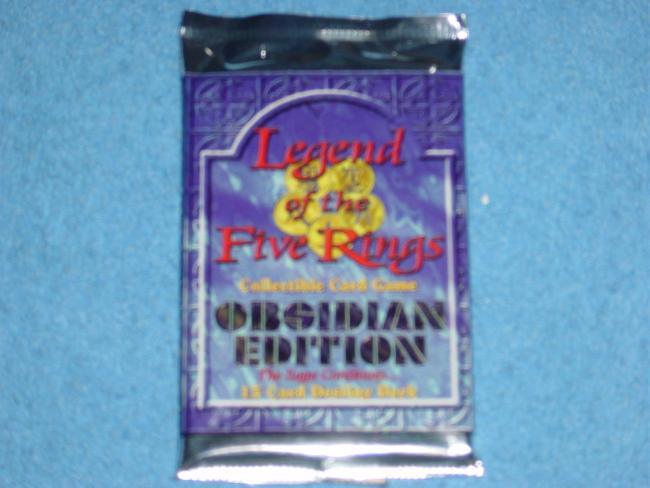 Legend
of the
Five Rings
Collectible Card Game
OBSIDIAN
EDITION
The Saga Continues...
15 Card Booster Pack